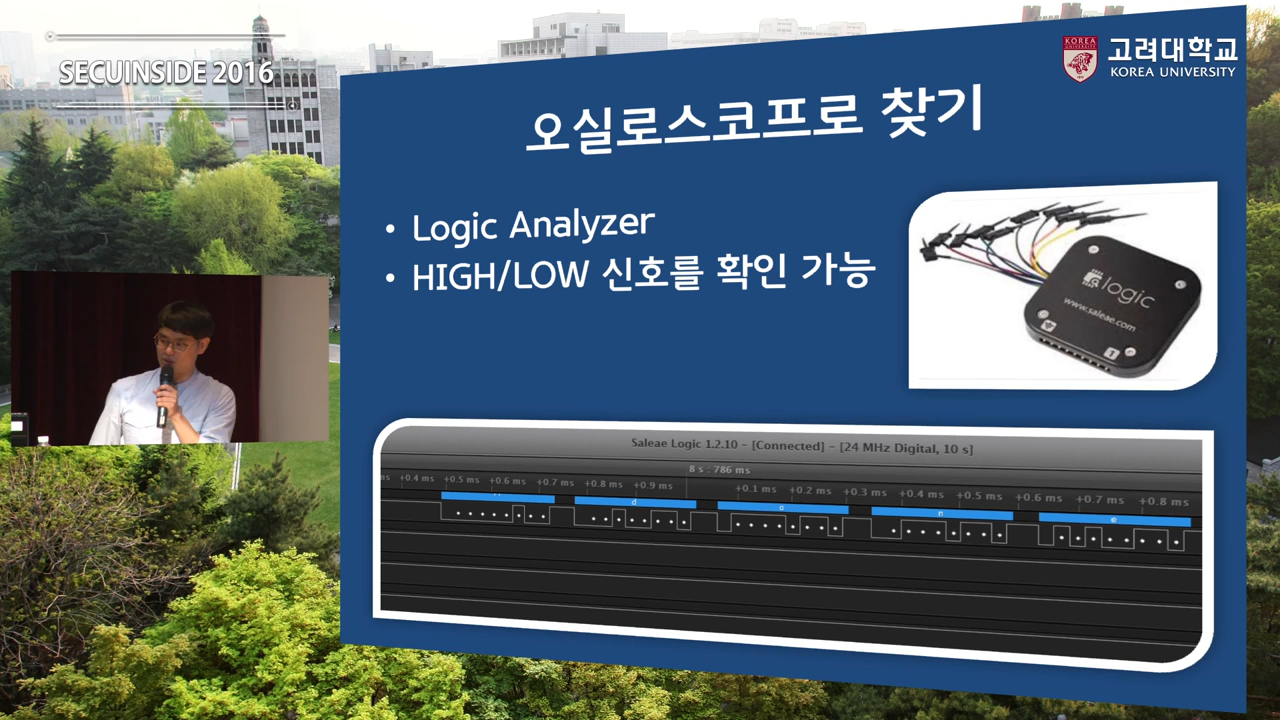 SECUINSIDE 2016
KOREA
UNIVERSITY
고려대학교
KOREA UNIVERSITY
오실로스코프로 찾기
• Logic Analyzer
• HIGH/LOW 신호를 확인 가능
logic
www.saleae.com
Saleae Logic 1.2.10 – [Connected] – [24 MHz Digital, 10 s]
8 s : 786 ms
ms +0.4 ms +0.5 ms +0.6 ms +0.7 ms +0.8 ms +0.9 ms +0.1 ms +0.2 ms +0.3 ms +0.4 ms +0.5 ms +0.6 ms +0.7 ms +0.8 ms
d o n e